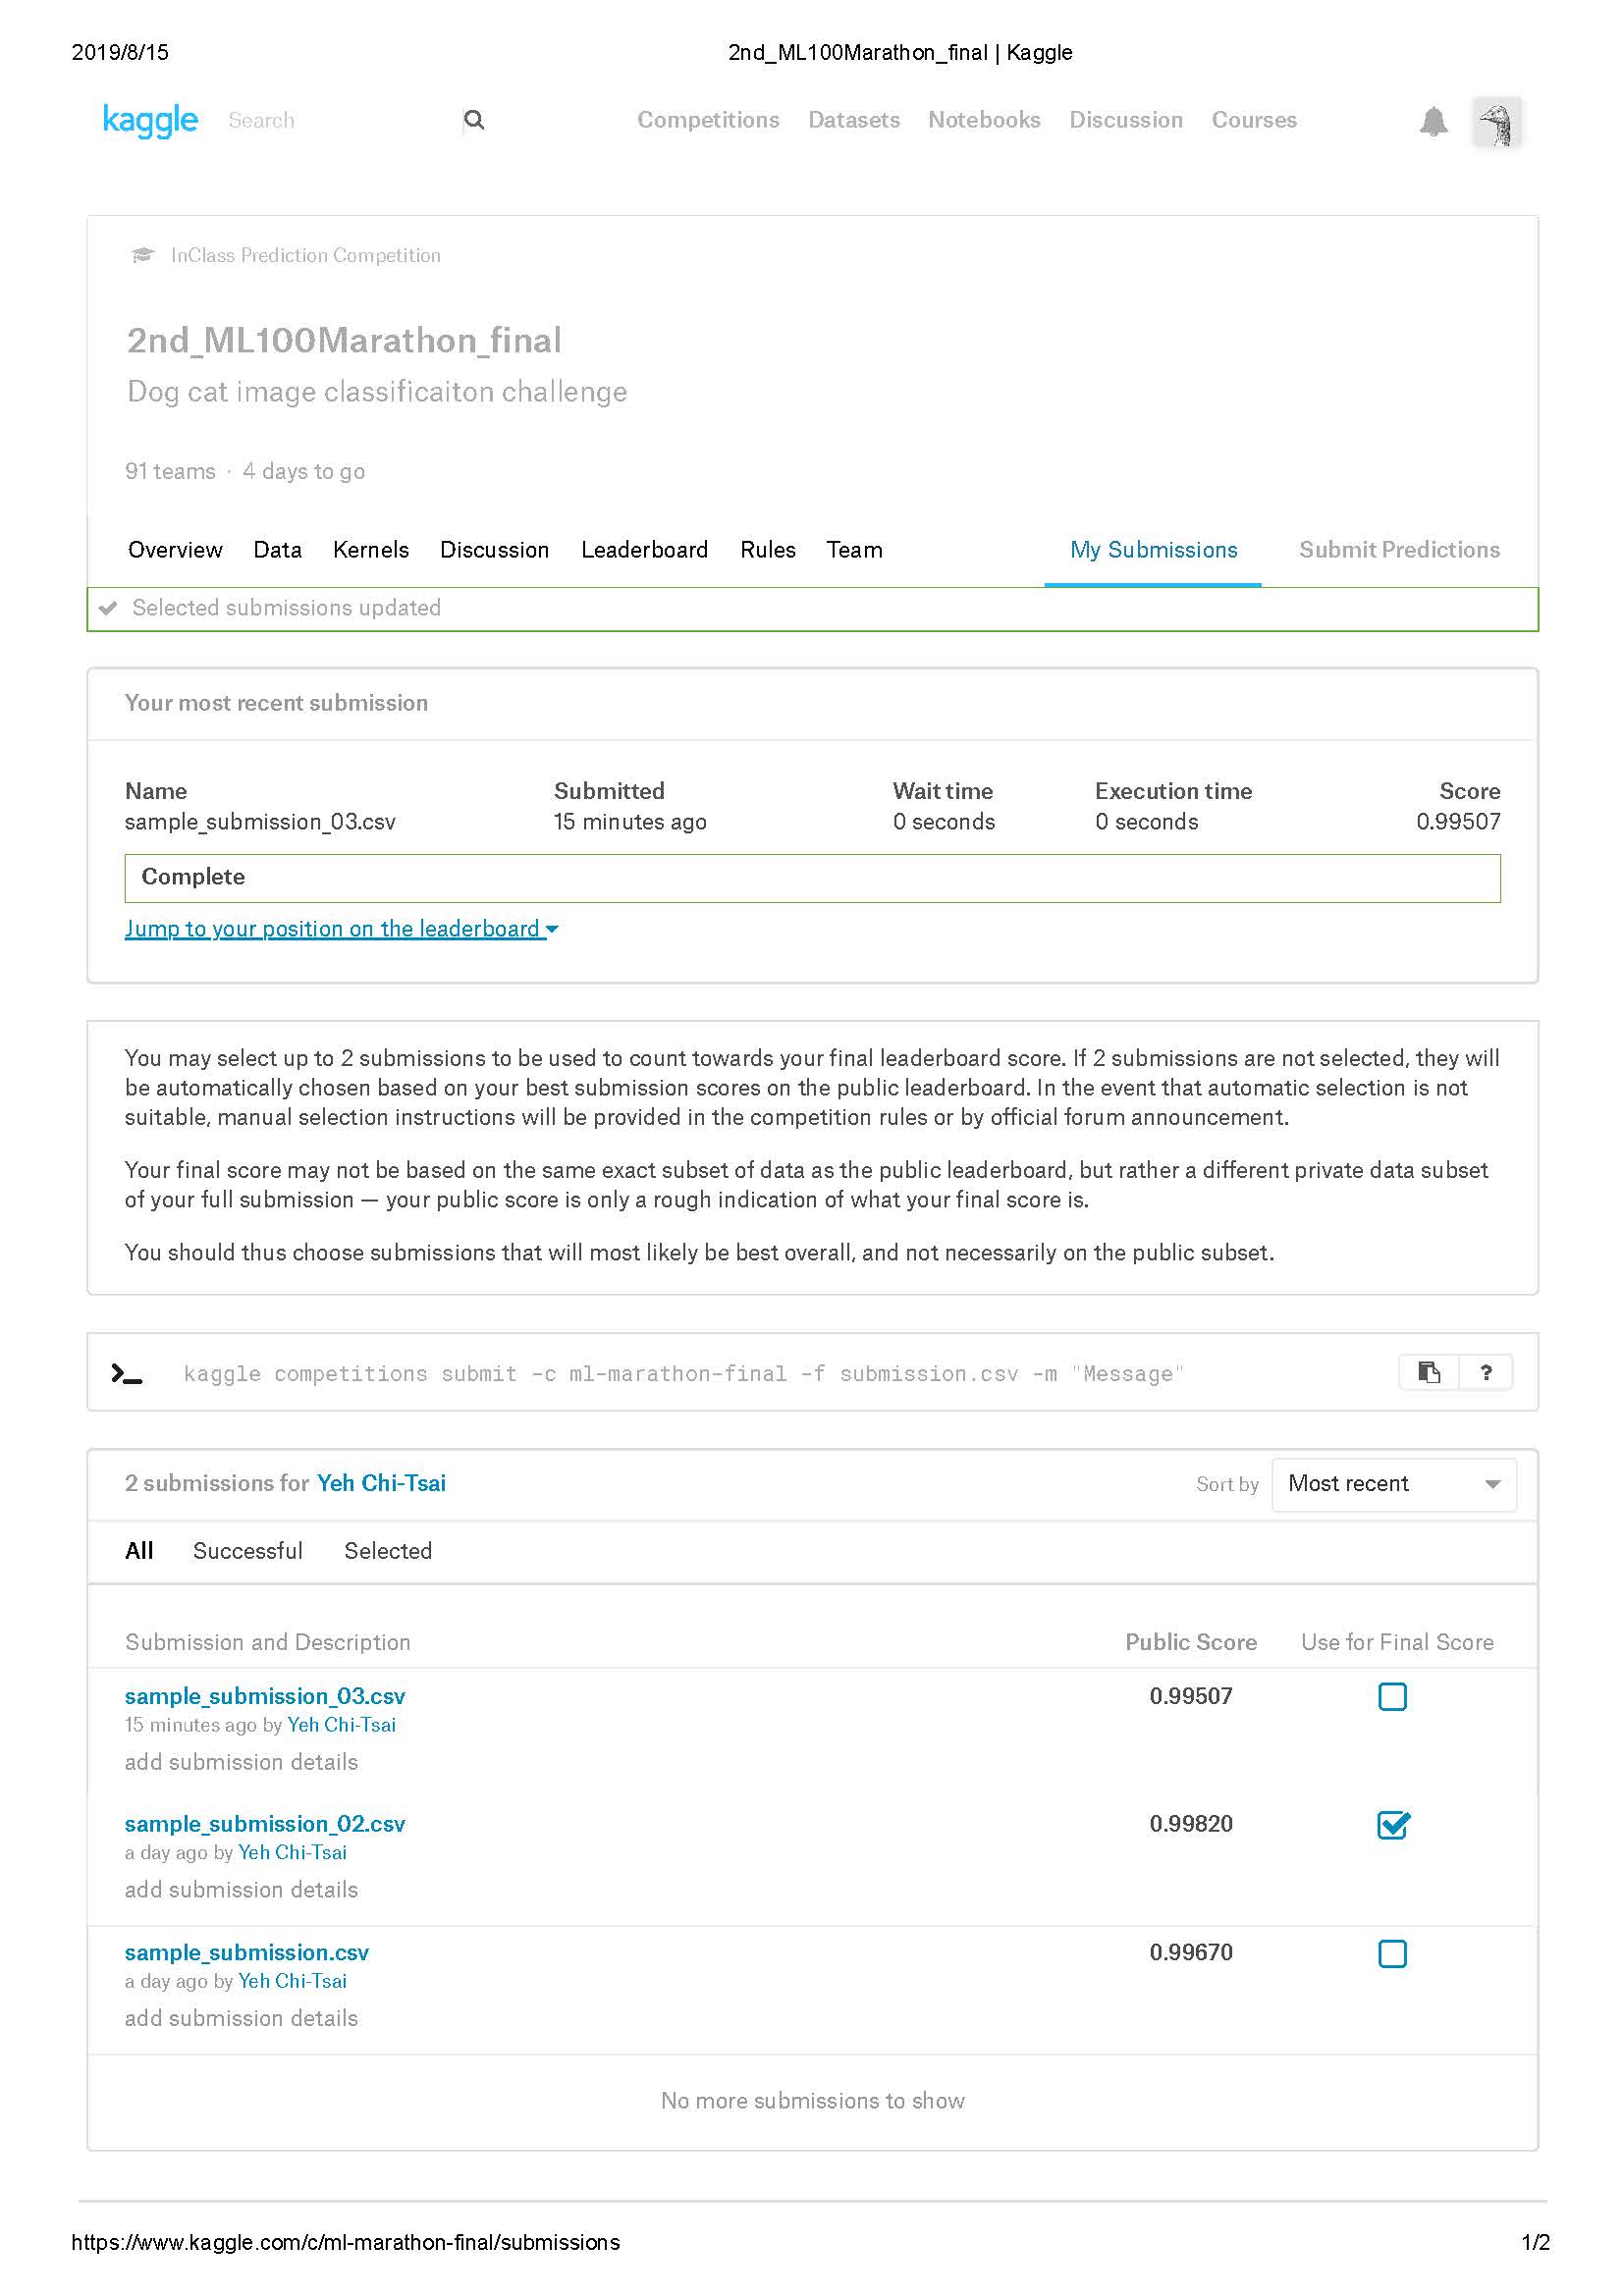 2019/8/15
2nd_ML100Marathon_final | Kaggle
kaggle
Search
Competitions Datasets Notebooks Discussion Courses
InClass Prediction Competition
2nd_ML100Marathon_final
Dog cat image classificaiton challenge
91 teams · 4 days to go
Overview Data Kernels Discussion Leaderboard Rules Team My Submissions Submit Predictions
Selected submissions updated
Your most recent submission
Name Submitted Wait time Execution time Score
sample_submission_03.csv 15 minutes ago 0 seconds 0 seconds 0.99507
Complete
Jump to your position on the leaderboard
You may select up to 2 submissions to be used to count towards your final leaderboard score. If 2 submissions are not selected, they will
be automatically chosen based on your best submission scores on the public leaderboard. In the event that automatic selection is not
suitable, manual selection instructions will be provided in the competition rules or by official forum announcement.
Your final score may not be based on the same exact subset of data as the public leaderboard, but rather a different private data subset
of your full submission — your public score is only a rough indication of what your final score is.
You should thus choose submissions that will most likely be best overall, and not necessarily on the public subset.
>_ kaggle competitions submit -c ml-marathon-final -f submission.csv -m "Message" ?
2 submissions for Yeh Chi-Tsai Sort by Most recent
All Successful Selected
Submission and Description Public Score Use for Final Score
sample_submission_03.csv 0.99507
15 minutes ago by Yeh Chi-Tsai
add submission details
sample_submission_02.csv 0.99820
a day ago by Yeh Chi-Tsai
add submission details
sample_submission.csv 0.99670
a day ago by Yeh Chi-Tsai
add submission details
No more submissions to show
https://www.kaggle.com/c/ml-marathon-final/submissions 1/2